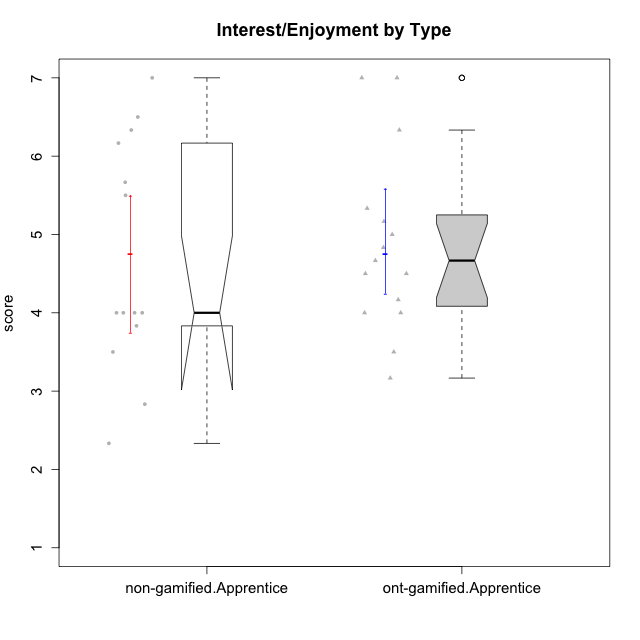 Interest/Enjoyment by Type
7
6
5
4
3
2
1
score
non-gamified.Apprentice
ont-gamified.Apprentice